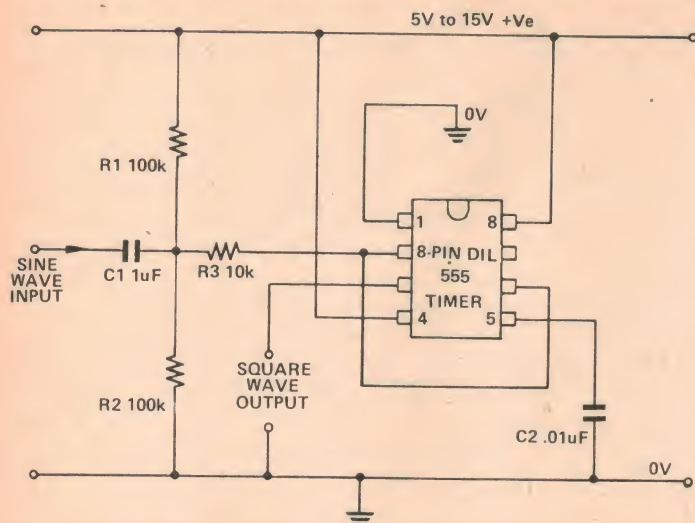 5V to 15V +Ve
0V
R1 100k
1
8
8-PIN DIL
555
TIMER
4
5
SINE
WAVE
INPUT
C1 1uF
R3 10k
SQUARE
WAVE
OUTPUT
R2 100k
C2 .01uF
0V